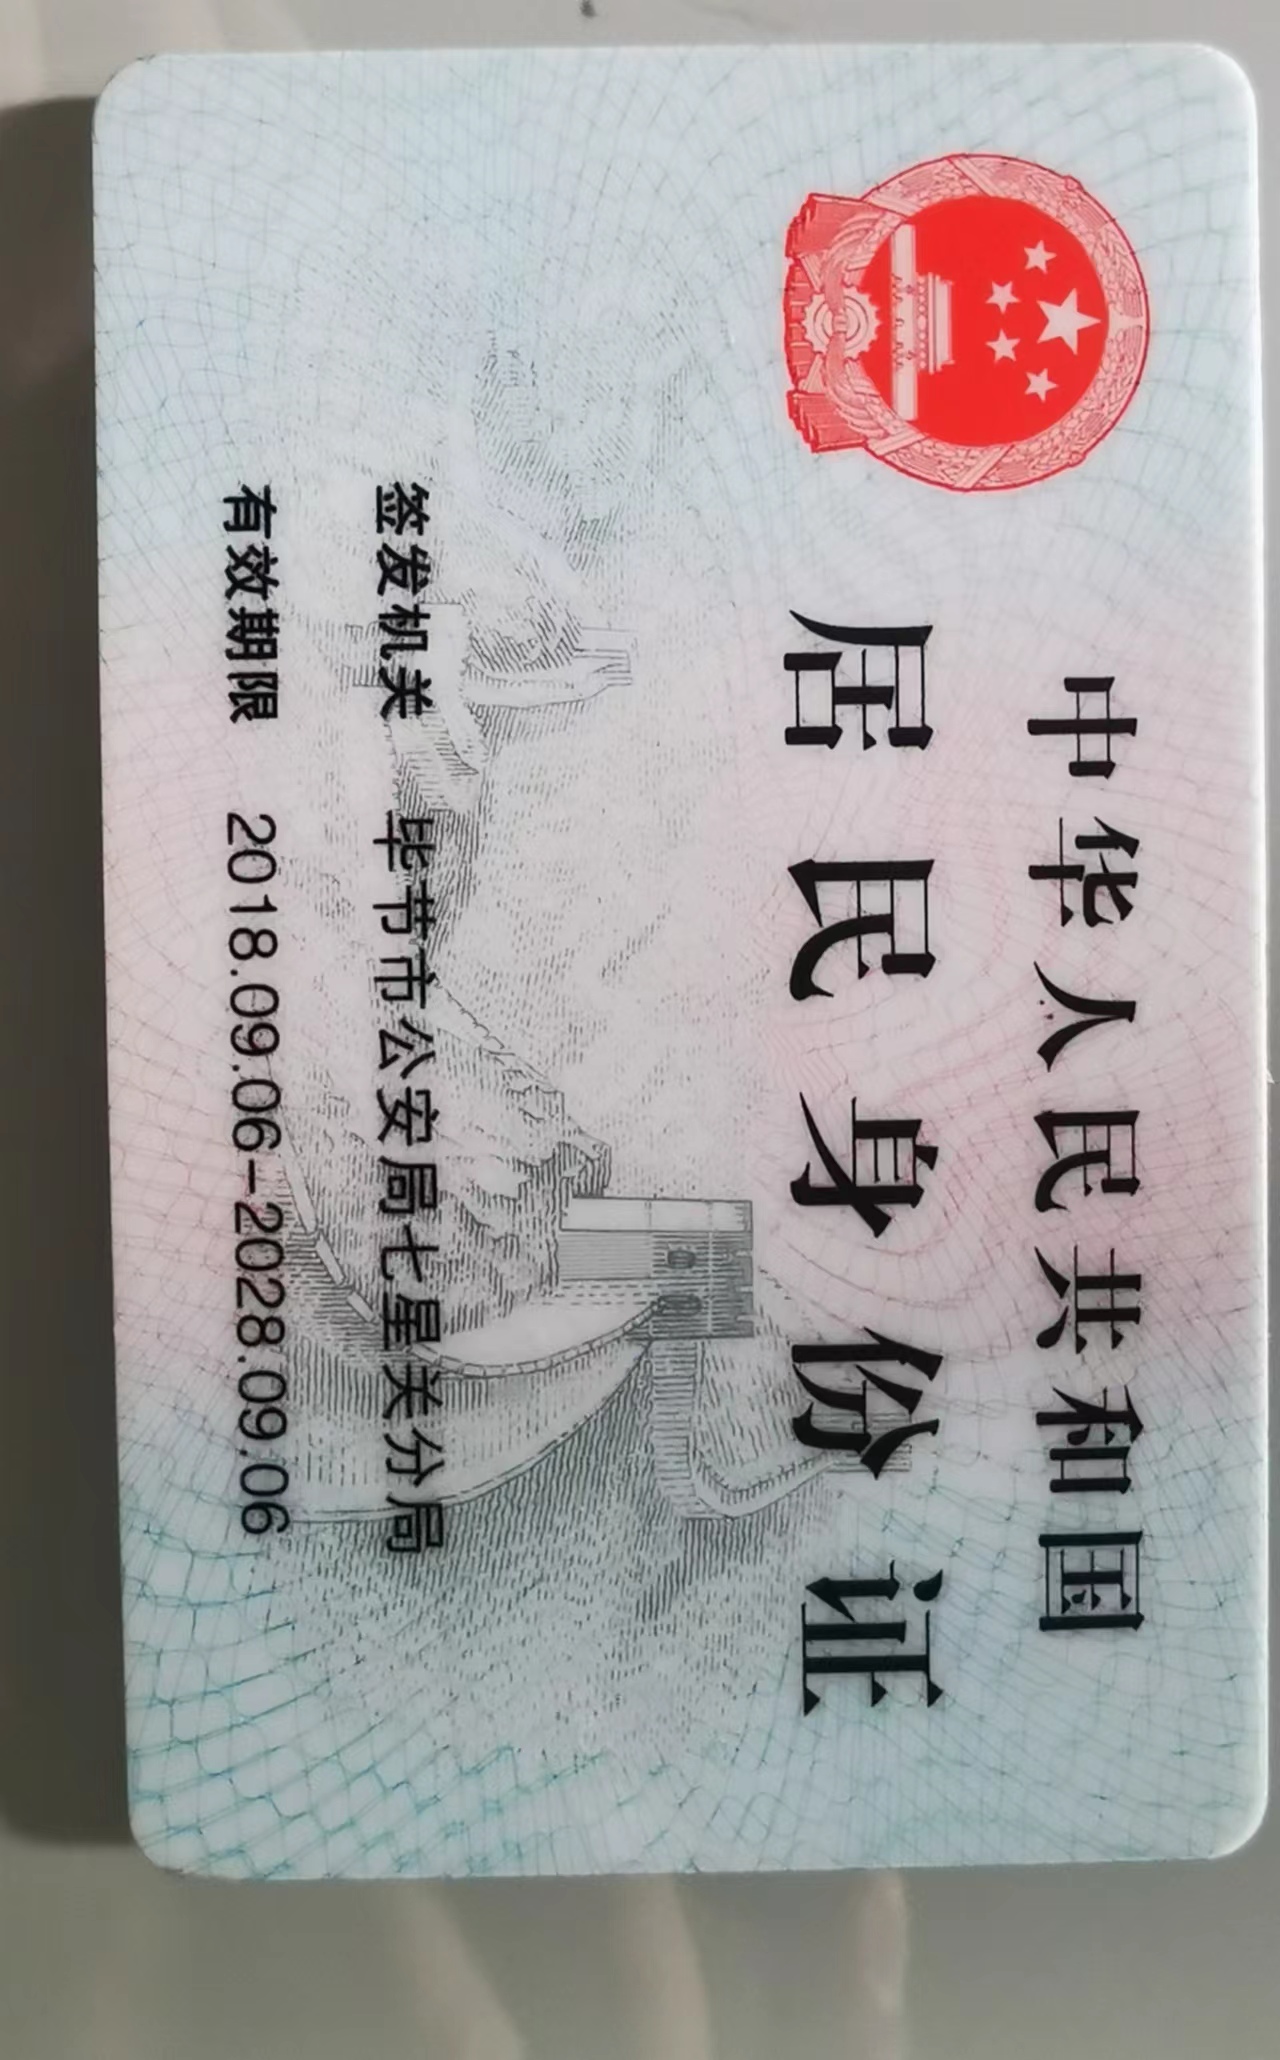 中华人民共和国
居民身份证
签发机关 毕节市公安局七星关分局
有效期限 2018.09.06-2028.09.06